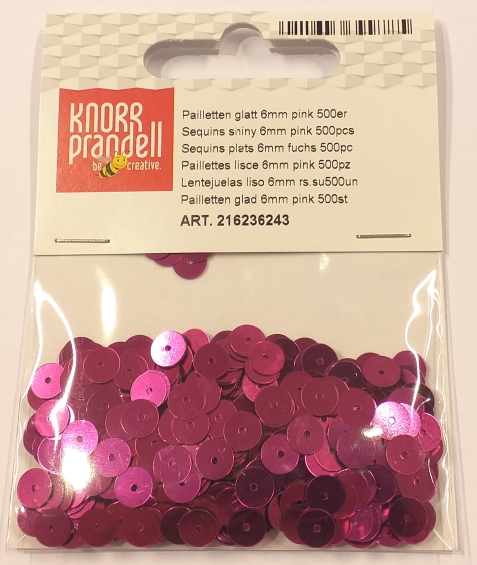 KNORR
prandell
be creative.
Pailletten glatt 6mm pink 500er
Sequins sniny 6mm pink 500pcs
Sequins plats 6mm fuchs 500pc
Paillettes lisce 6mm pink 500pz
Lentejuelas liso 6mm rs.su500un
Pailletten glad 6mm pink 500st
ART. 216236243